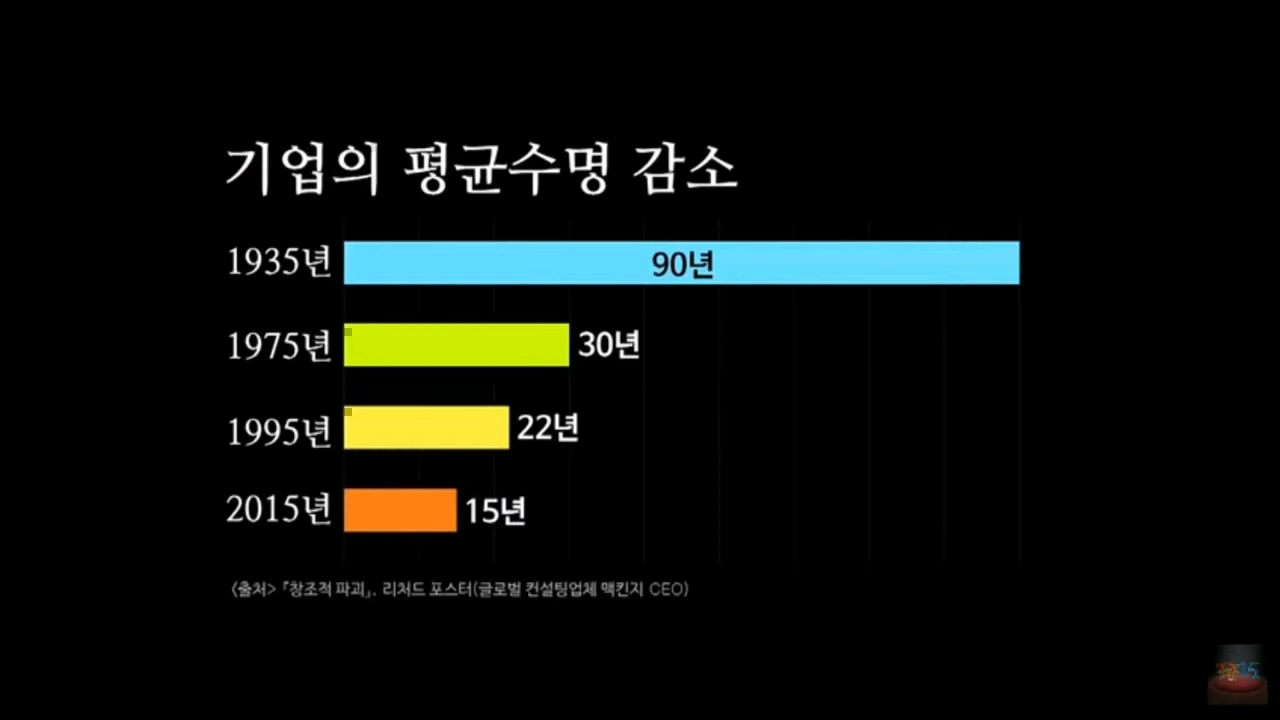 기업의 평균수명 감소
1935년 90년
1975년 30년
1995년 22년
2015년 15년
<출처> 『창조적 파괴』. 리처드 포스터(글로벌 컨설팅업체 맥킨지 CEO)